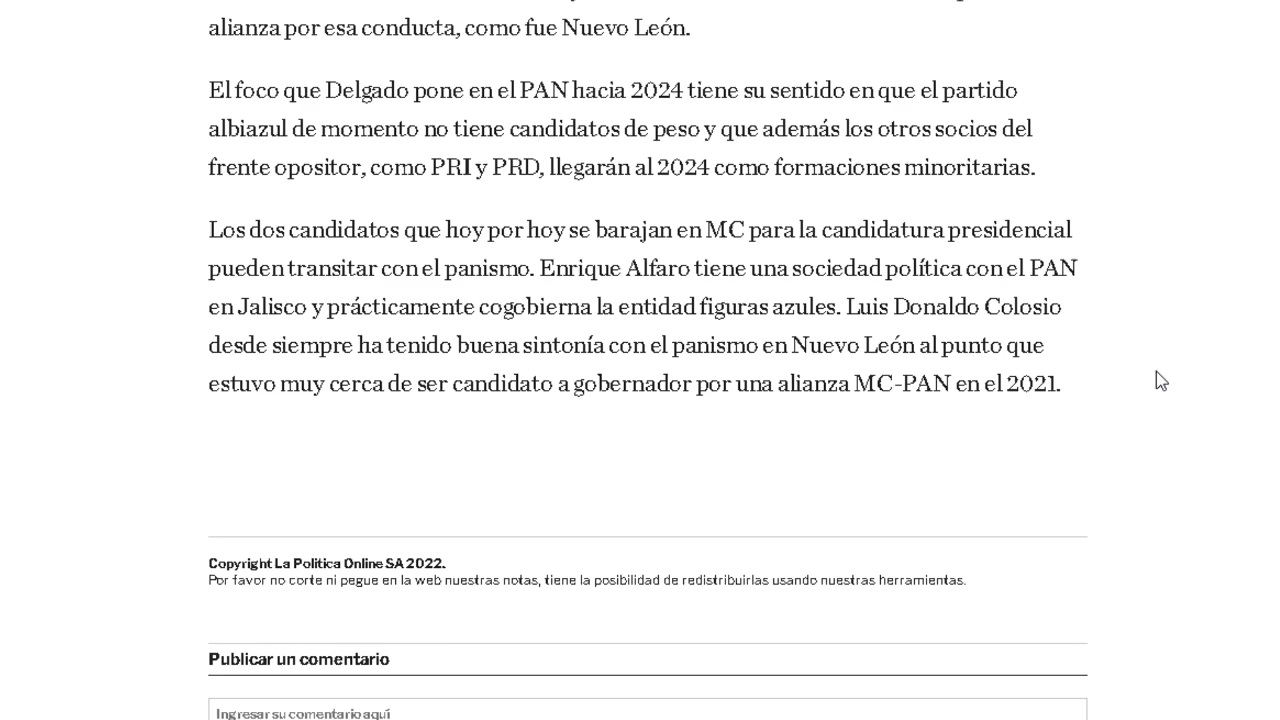 alianza por esa conducta, como fue Nuevo León.
El foco que Delgado pone en el PAN hacia 2024 tiene su sentido en que el partido
albiazul de momento no tiene candidatos de peso y que además los otros socios del
frente opositor, como PRI y PRD, llegarán al 2024 como formaciones minoritarias.
Los dos candidatos que hoy por hoy se barajan en MC para la candidatura presidencial
pueden transitar con el panismo. Enrique Alfaro tiene una sociedad política con el PAN
en Jalisco y prácticamente cogobierna la entidad figuras azules. Luis Donaldo Colosio
desde siempre ha tenido buena sintonía con el panismo en Nuevo León al punto que
estuvo muy cerca de ser candidato a gobernador por una alianza MC-PAN en el 2021.
Copyright La Politica Online SA 2022.
Por favor no corte ni pegue en la web nuestras notas, tiene la posibilidad de redistribuirlas usando nuestras herramientas.
Publicar un comentario
Ingresar su comentario aquí